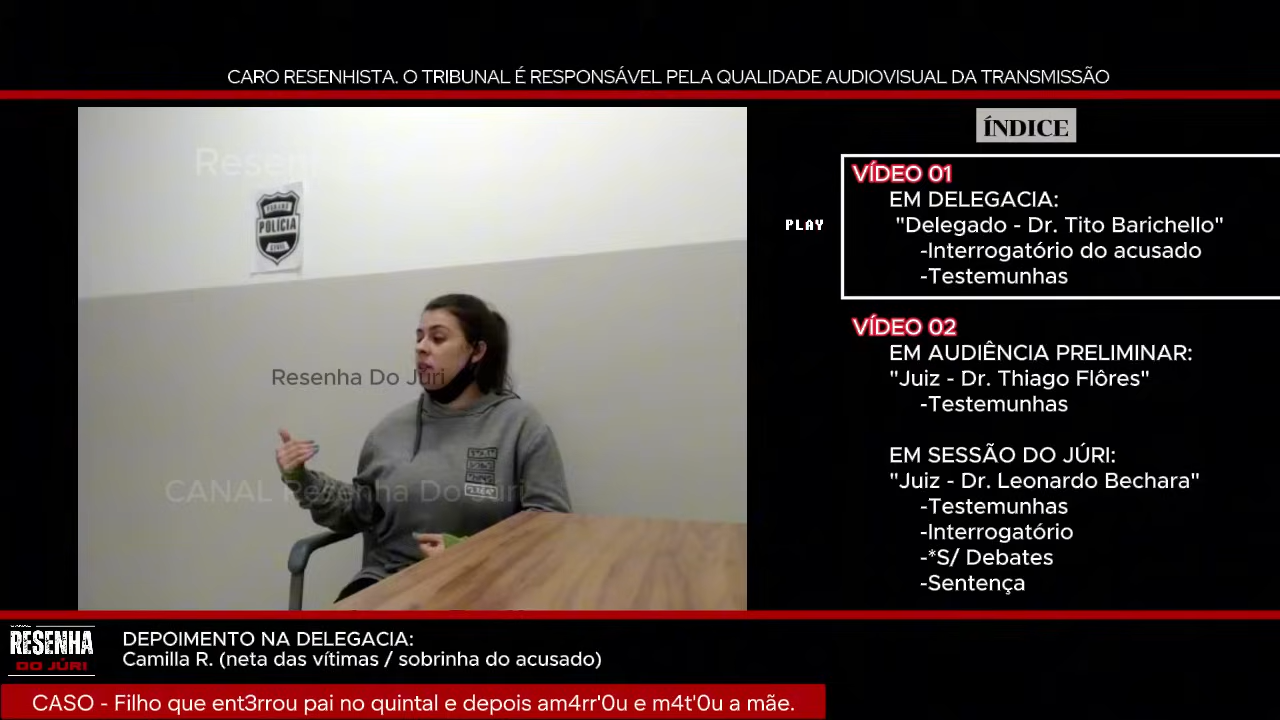 CARO RESENHISTA. O TRIBUNAL É RESPONSÁVEL PELA QUALIDADE AUDIOVISUAL DA TRANSMISSÃO
ÍNDICE
VÍDEO 01
EM DELEGACIA:
"Delegado - Dr. Tito Barichello"
-Interrogatório do acusado
-Testemunhas
PLAY
VÍDEO 02
EM AUDIÊNCIA PRELIMINAR:
"Juiz - Dr. Thiago Flôres"
-Testemunhas
EM SESSÃO DO JÚRI:
"Juiz - Dr. Leonardo Bechara"
-Testemunhas
-Interrogatório
-*S/ Debates
-Sentença
POLÍCIA
CIVIL
Resenha Do Júri
CANAL Resenha Do Júri
RESENHA
DO JÚRI
DEPOIMENTO NA DELEGACIA:
Camilla R. (neta das vítimas / sobrinha do acusado)
CASO - Filho que ent3rrou pai no quintal e depois am4rr'0u e m4t'0u a mãe.